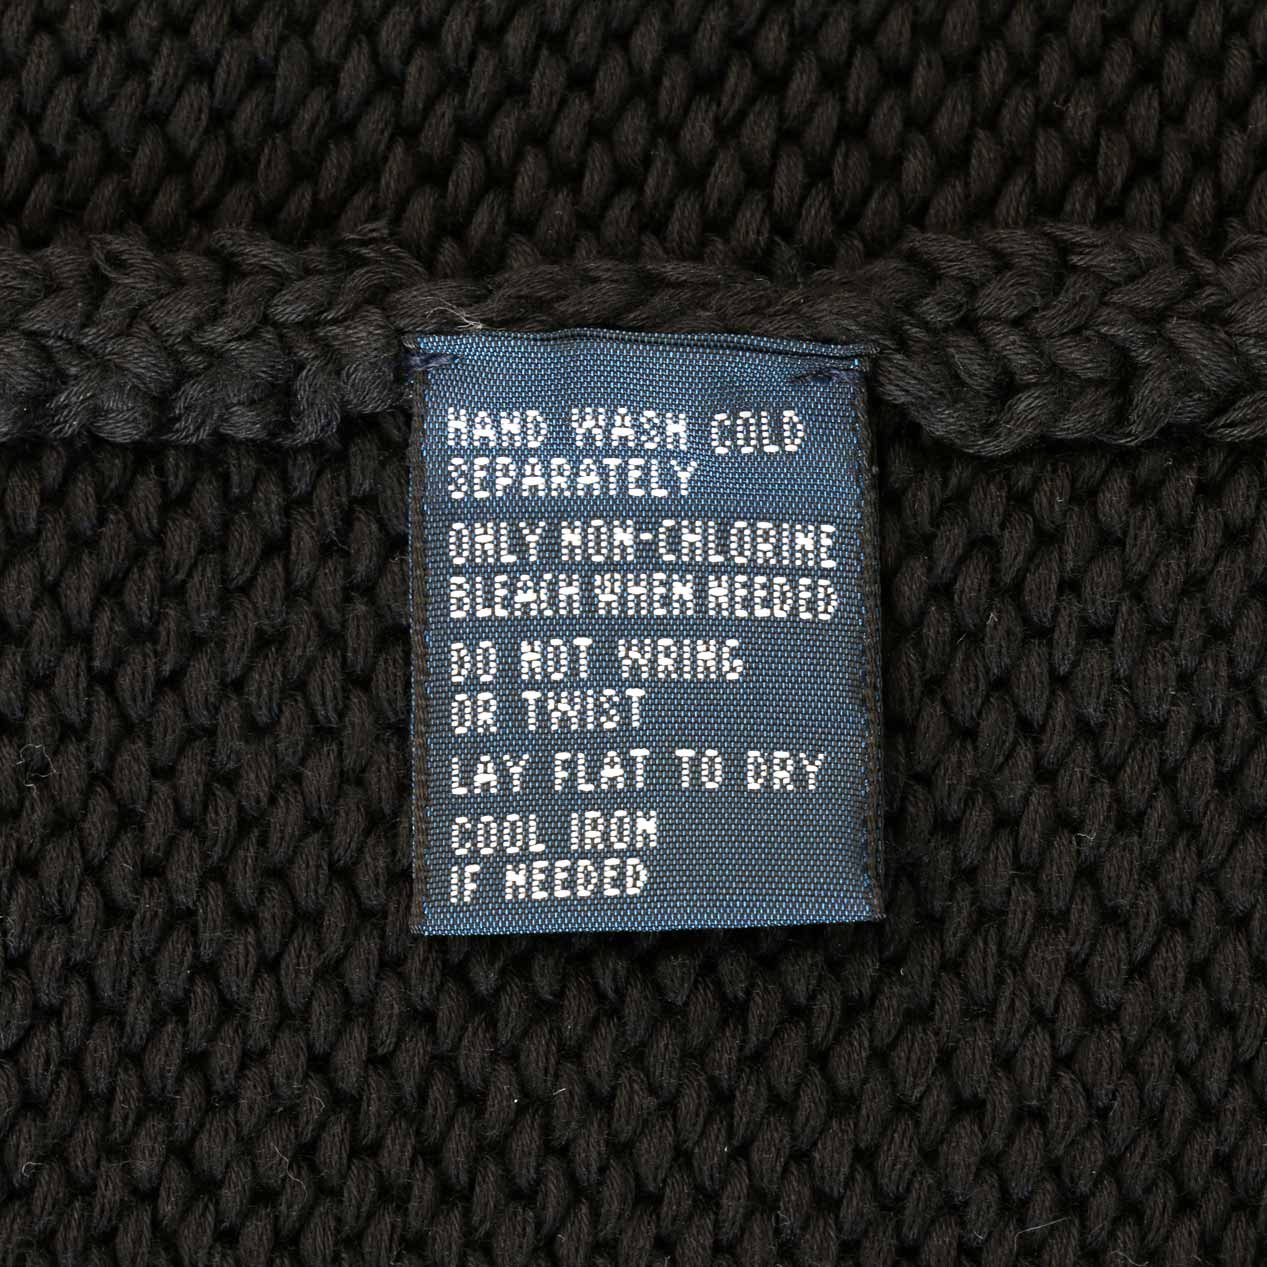 HAND WASH COLD
SEPARATELY
ONLY NON-CHLORINE
BLEACH WHEN NEEDED
DO NOT WRING
OR TWIST
LAY FLAT TO DRY
COOL IRON
IF NEEDED